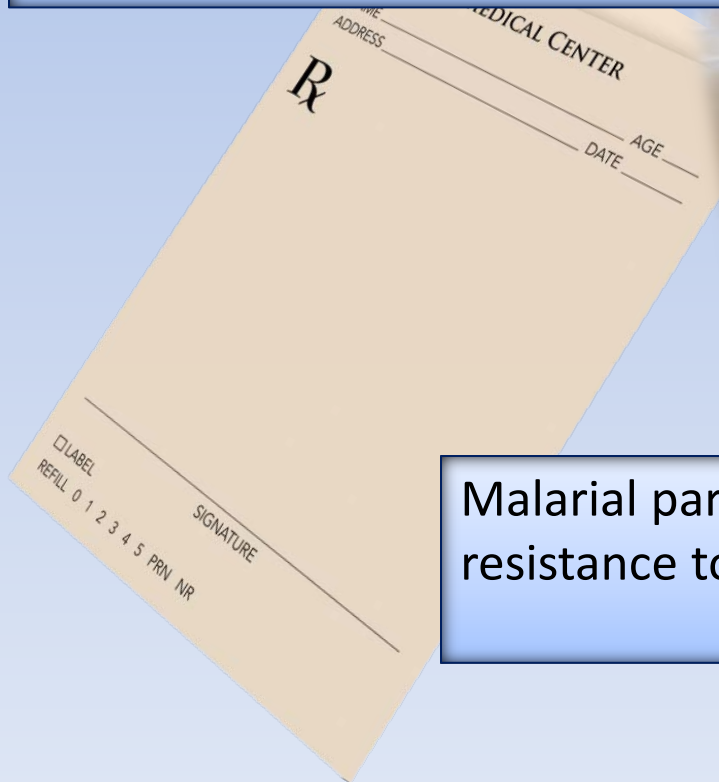 MEDICAL CENTER
ADDRESS
AGE
DATE
℞
☐ LABEL
REFILL 0 1 2 3 4 5 PRN NR
SIGNATURE
Malarial par
resistance to